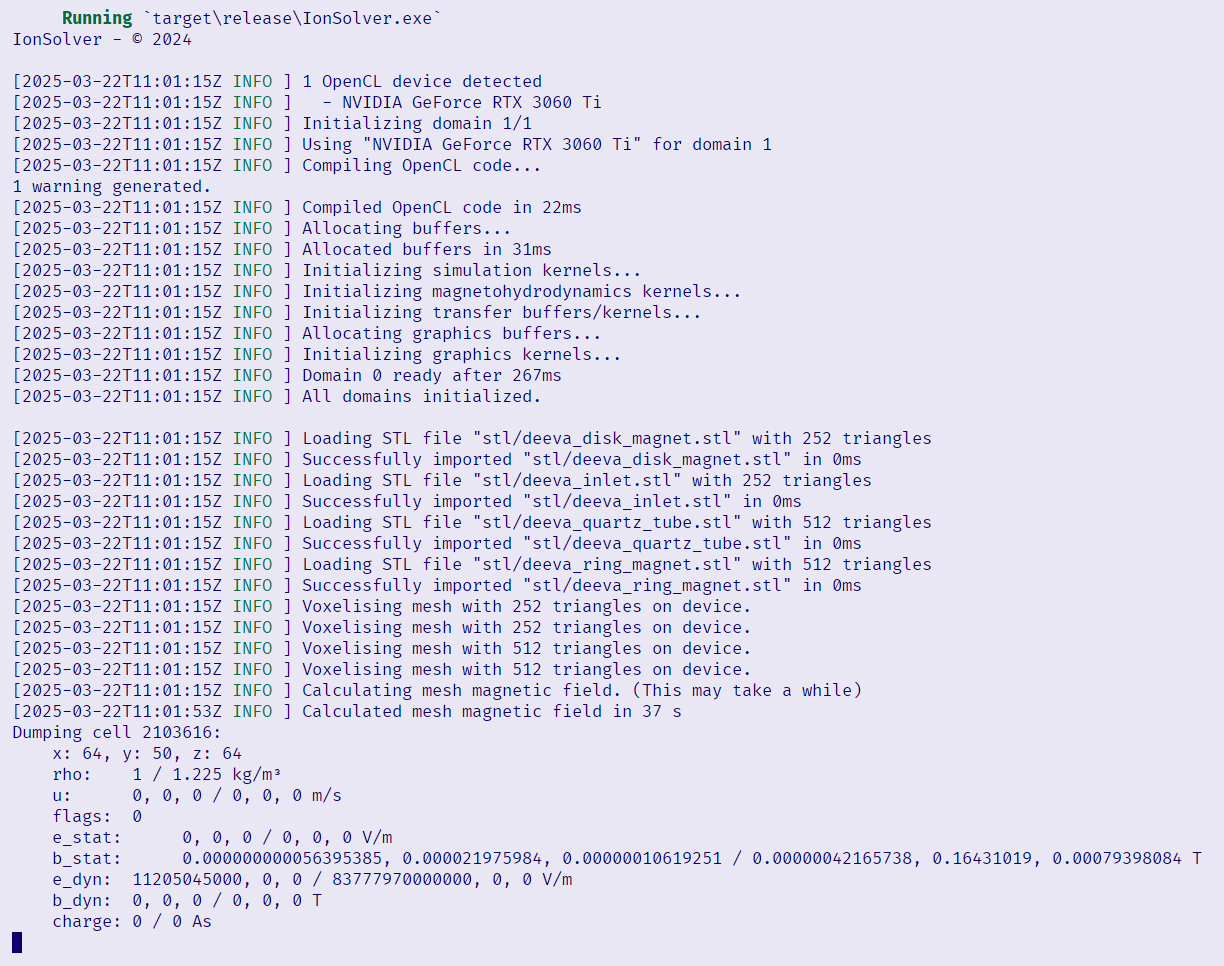 Running `target\release\IonSolver.exe`
IonSolver - © 2024
[2025-03-22T11:01:15Z INFO ] 1 OpenCL device detected
[2025-03-22T11:01:15Z INFO ]   - NVIDIA GeForce RTX 3060 Ti
[2025-03-22T11:01:15Z INFO ] Initializing domain 1/1
[2025-03-22T11:01:15Z INFO ] Using "NVIDIA GeForce RTX 3060 Ti" for domain 1
[2025-03-22T11:01:15Z INFO ] Compiling OpenCL code...
1 warning generated.
[2025-03-22T11:01:15Z INFO ] Compiled OpenCL code in 22ms
[2025-03-22T11:01:15Z INFO ] Allocating buffers...
[2025-03-22T11:01:15Z INFO ] Allocated buffers in 31ms
[2025-03-22T11:01:15Z INFO ] Initializing simulation kernels...
[2025-03-22T11:01:15Z INFO ] Initializing magnetohydrodynamics kernels...
[2025-03-22T11:01:15Z INFO ] Initializing transfer buffers/kernels...
[2025-03-22T11:01:15Z INFO ] Allocating graphics buffers...
[2025-03-22T11:01:15Z INFO ] Initializing graphics kernels...
[2025-03-22T11:01:15Z INFO ] Domain 0 ready after 267ms
[2025-03-22T11:01:15Z INFO ] All domains initialized.
[2025-03-22T11:01:15Z INFO ] Loading STL file "stl/deeva_disk_magnet.stl" with 252 triangles
[2025-03-22T11:01:15Z INFO ] Successfully imported "stl/deeva_disk_magnet.stl" in 0ms
[2025-03-22T11:01:15Z INFO ] Loading STL file "stl/deeva_inlet.stl" with 252 triangles
[2025-03-22T11:01:15Z INFO ] Successfully imported "stl/deeva_inlet.stl" in 0ms
[2025-03-22T11:01:15Z INFO ] Loading STL file "stl/deeva_quartz_tube.stl" with 512 triangles
[2025-03-22T11:01:15Z INFO ] Successfully imported "stl/deeva_quartz_tube.stl" in 0ms
[2025-03-22T11:01:15Z INFO ] Loading STL file "stl/deeva_ring_magnet.stl" with 512 triangles
[2025-03-22T11:01:15Z INFO ] Successfully imported "stl/deeva_ring_magnet.stl" in 0ms
[2025-03-22T11:01:15Z INFO ] Voxelising mesh with 252 triangles on device.
[2025-03-22T11:01:15Z INFO ] Voxelising mesh with 252 triangles on device.
[2025-03-22T11:01:15Z INFO ] Voxelising mesh with 512 triangles on device.
[2025-03-22T11:01:15Z INFO ] Voxelising mesh with 512 triangles on device.
[2025-03-22T11:01:15Z INFO ] Calculating mesh magnetic field. (This may take a while)
[2025-03-22T11:01:53Z INFO ] Calculated mesh magnetic field in 37 s
Dumping cell 2103616:
x: 64, y: 50, z: 64
rho:    1 / 1.225 kg/m³
u:      0, 0, 0 / 0, 0, 0 m/s
flags:  0
e_stat:      0, 0, 0 / 0, 0, 0 V/m
b_stat:      0.000000000056395385, 0.000021975984, 0.00000010619251 / 0.00000042165738, 0.16431019, 0.00079398084 T
e_dyn:  11205045000, 0, 0 / 83777970000000, 0, 0 V/m
b_dyn:  0, 0, 0 / 0, 0, 0 T
charge: 0 / 0 As